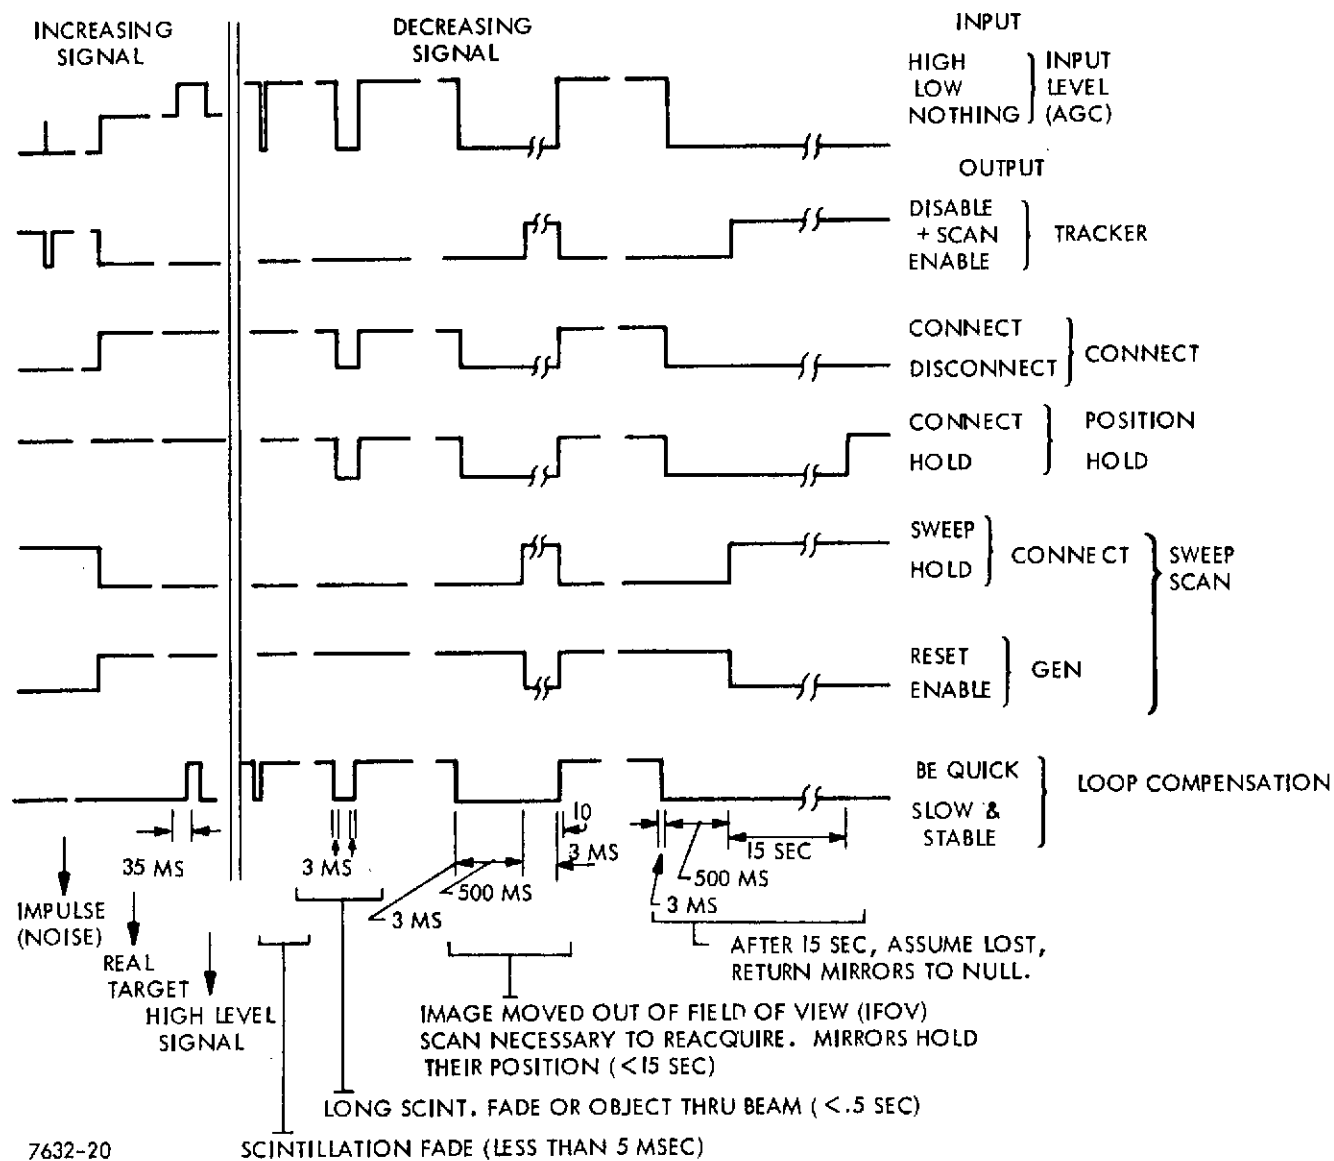 INCREASING
SIGNAL
DECREASING
SIGNAL
INPUT
HIGH
LOW
NOTHING
INPUT
LEVEL
(AGC)
OUTPUT
DISABLE
+ SCAN
ENABLE
TRACKER
CONNECT
DISCONNECT
CONNECT
CONNECT
HOLD
POSITION
HOLD
SWEEP
HOLD
CONNECT
SWEEP
SCAN
RESET
ENABLE
GEN
BE QUICK
SLOW &
STABLE
LOOP COMPENSATION
35 MS
3 MS
3 MS
500 MS
10
3 MS
3 MS
500 MS
15 SEC
IMPULSE
(NOISE)
REAL
TARGET
HIGH LEVEL
SIGNAL
AFTER 15 SEC, ASSUME LOST,
RETURN MIRRORS TO NULL.
IMAGE MOVED OUT OF FIELD OF VIEW (IFOV)
SCAN NECESSARY TO REACQUIRE. MIRRORS HOLD
THEIR POSITION (<15 SEC)
LONG SCINT. FADE OR OBJECT THRU BEAM (<.5 SEC)
SCINTILLATION FADE (LESS THAN 5 MSEC)
7632-20